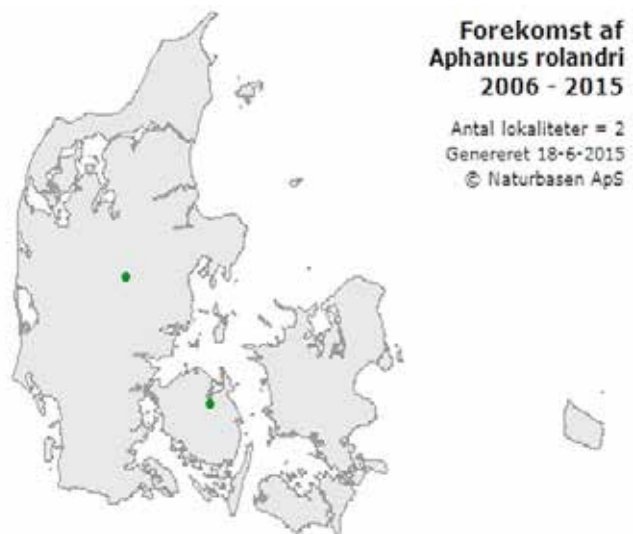 Forekomst af
Aphanus rolandri
2006 - 2015
Antal lokaliteter = 2
Genereret 18-6-2015
© Naturbasen ApS